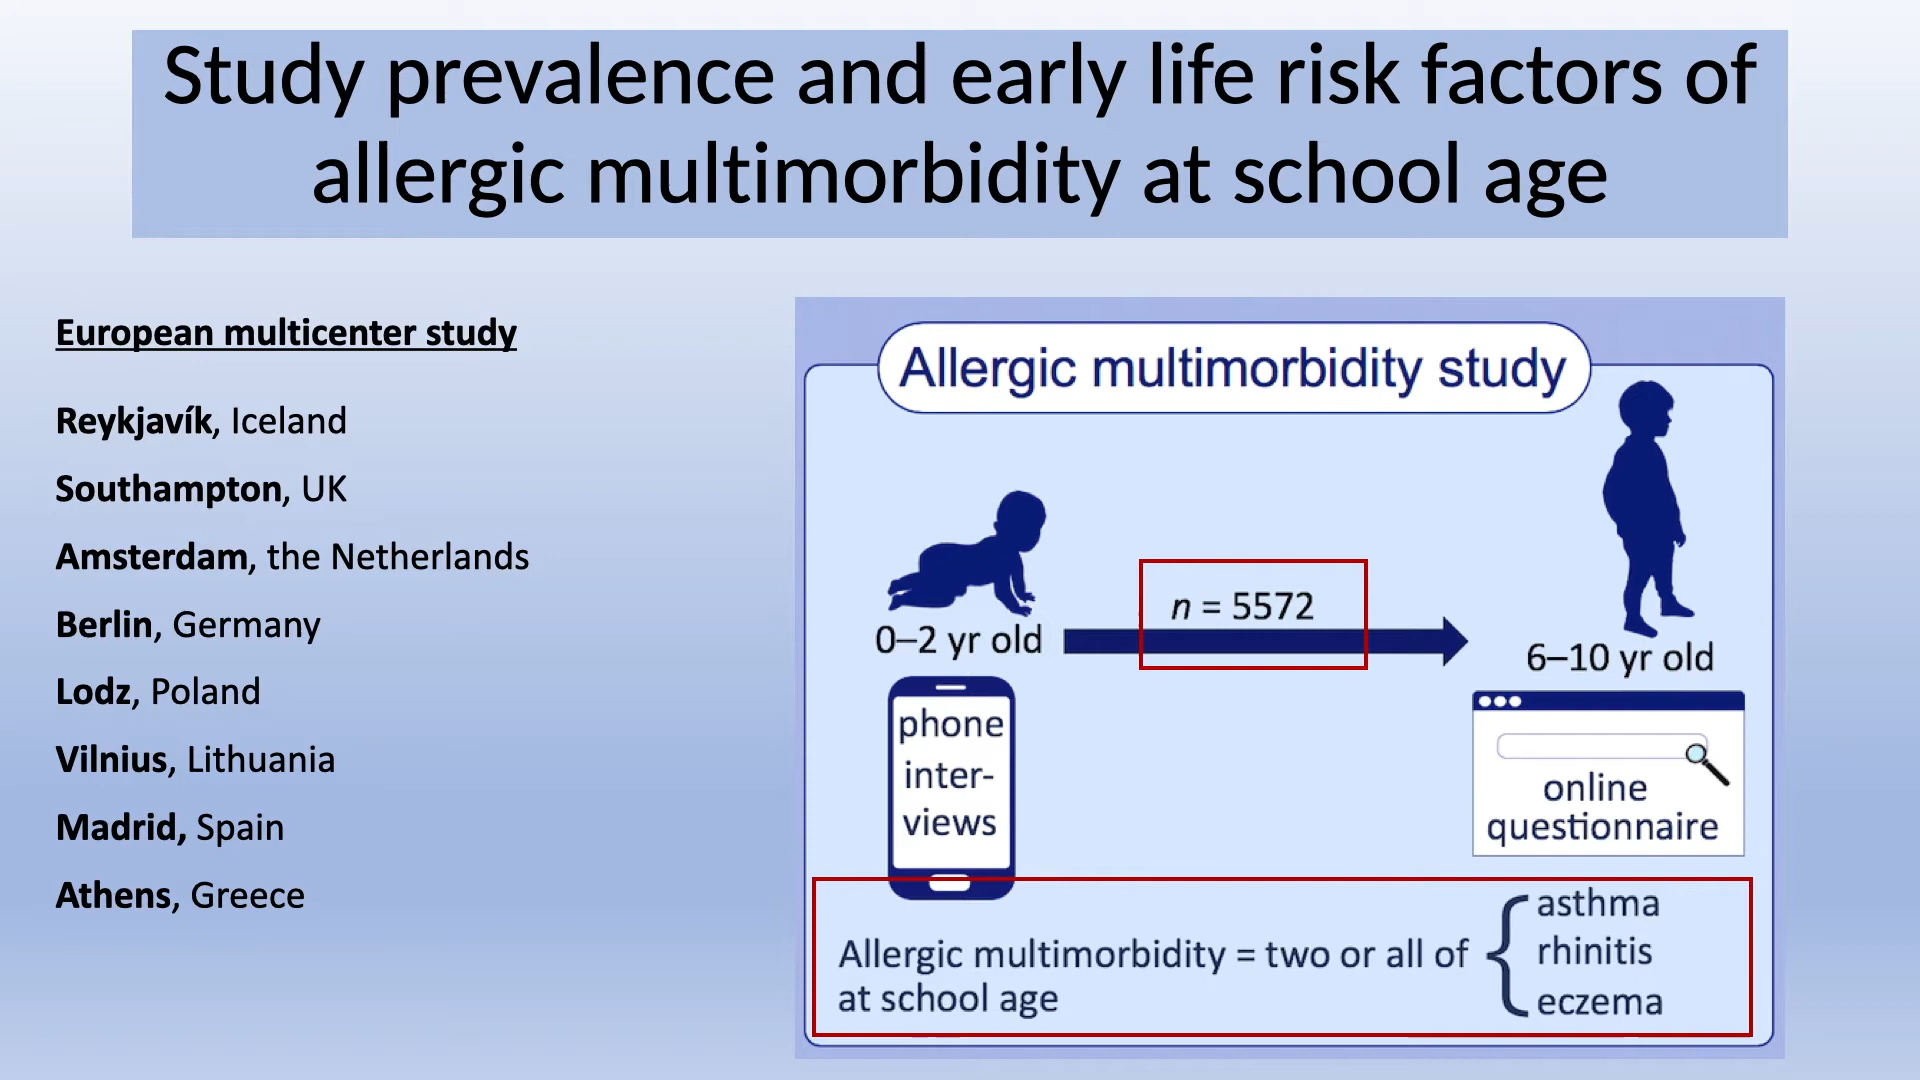 Study prevalence and early life risk factors of
allergic multimorbidity at school age
European multicenter study
Reykjavík, Iceland
Southampton, UK
Amsterdam, the Netherlands
Berlin, Germany
Lodz, Poland
Vilnius, Lithuania
Madrid, Spain
Athens, Greece
Allergic multimorbidity study
n = 5572
0–2 yr old
6–10 yr old
phone
inter-
views
online
questionnaire
Allergic multimorbidity = two or all of
at school age
asthma
rhinitis
eczema